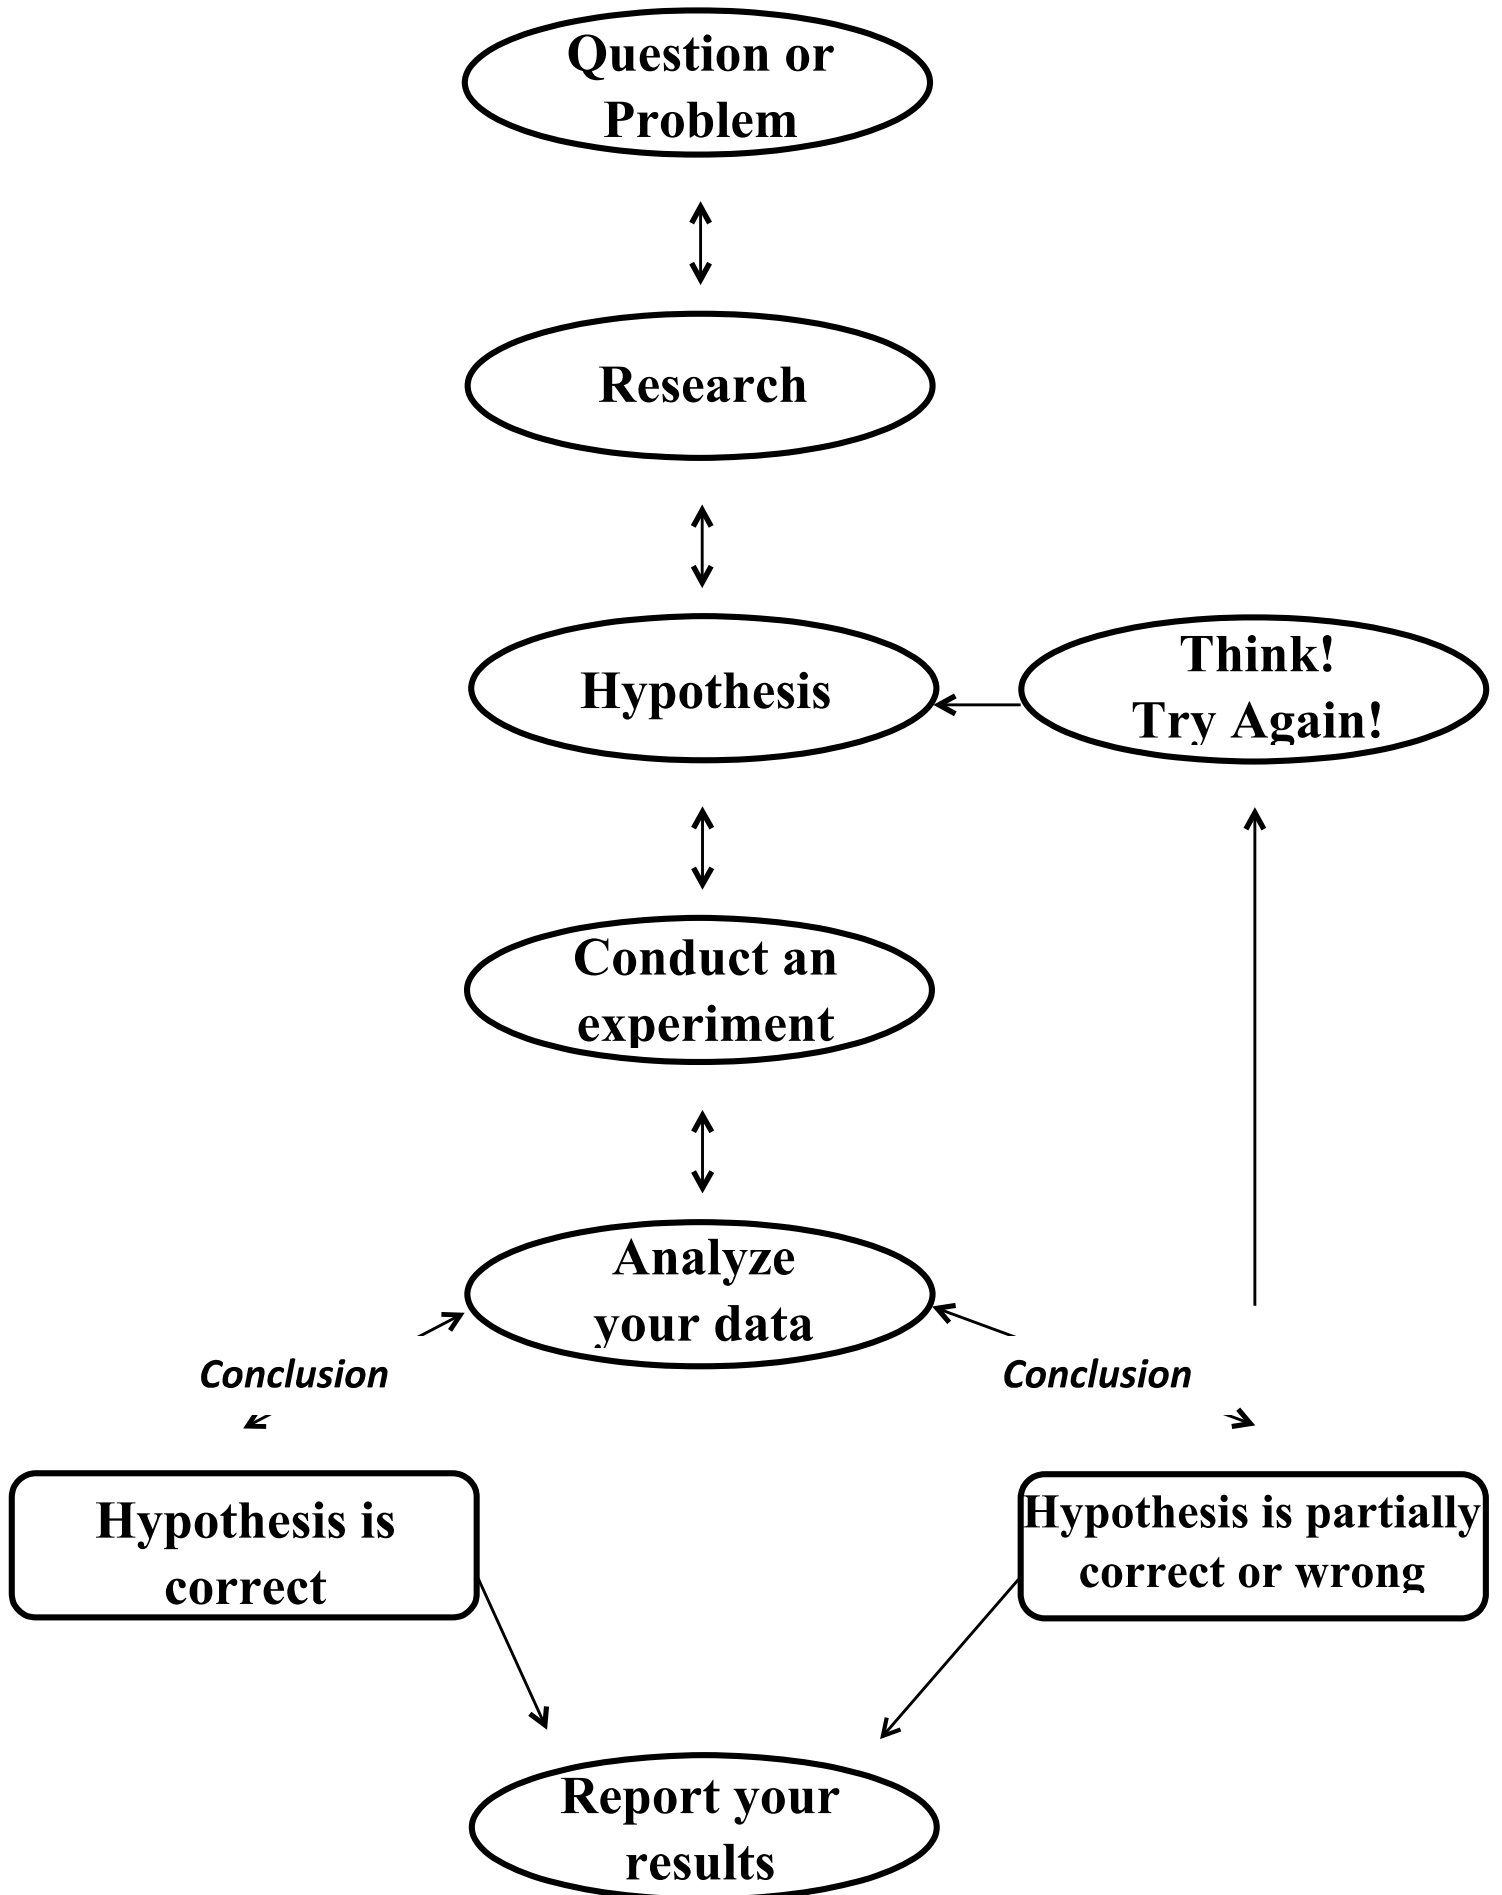 Question or
Problem
Research
Hypothesis
Think!
Try Again!
Conduct an
experiment
Analyze
your data
Conclusion
Conclusion
Hypothesis is
correct
Hypothesis is partially
correct or wrong
Report your
results